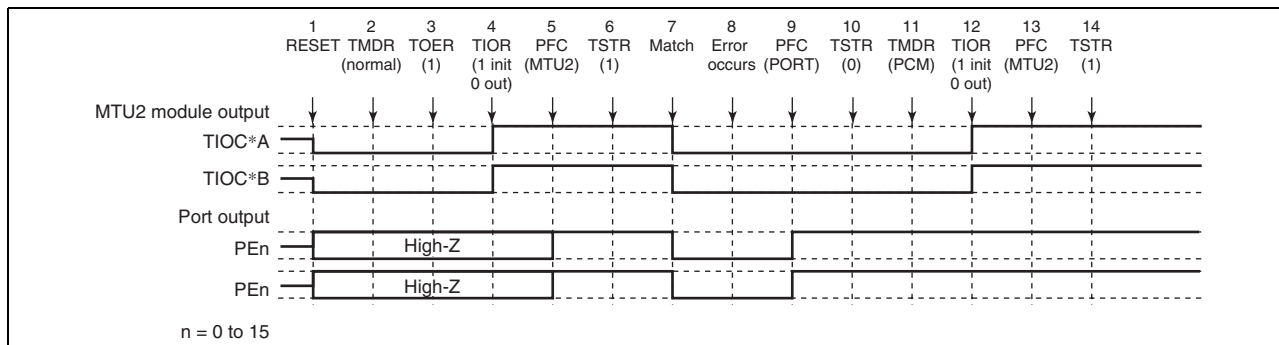 1 2 3 4 5 6 7 8 9 10 11 12 13 14
RESET TMDR TOER TIOR PFC TSTR Match Error PFC TSTR TMDR TIOR PFC TSTR
(normal) (1) (1 init (MTU2) (1) occurs (PORT) (0) (PCM) (1 init (MTU2) (1)
0 out) 0 out)
MTU2 module output
TIOC*A
TIOC*B
Port output
PEn High-Z
PEn High-Z
n = 0 to 15